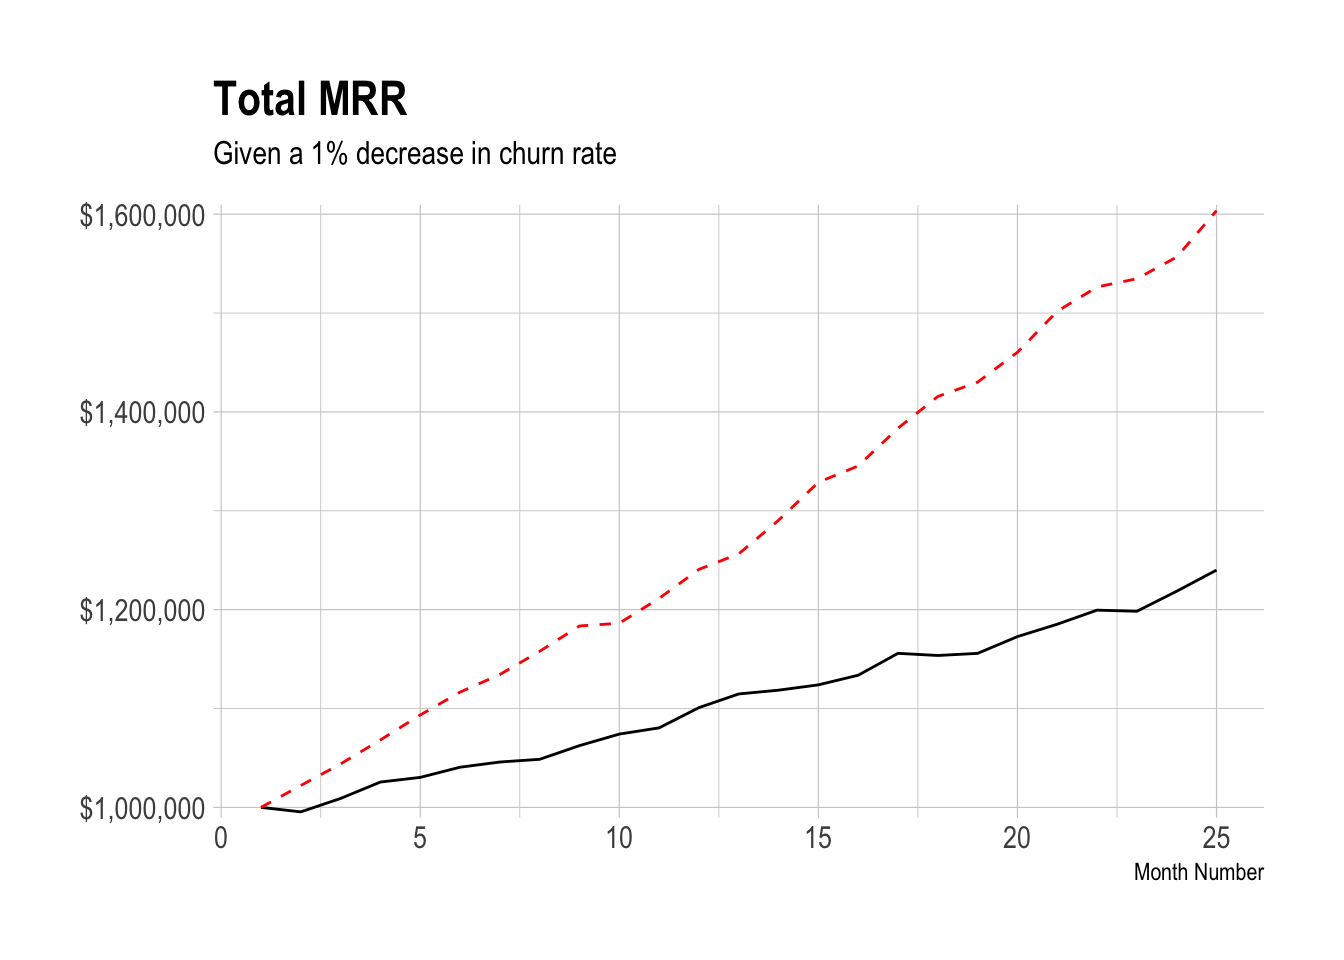 Total MRR
Given a 1% decrease in churn rate
$1,600,000
$1,400,000
$1,200,000
$1,000,000
0 5 10 15 20 25
Month Number